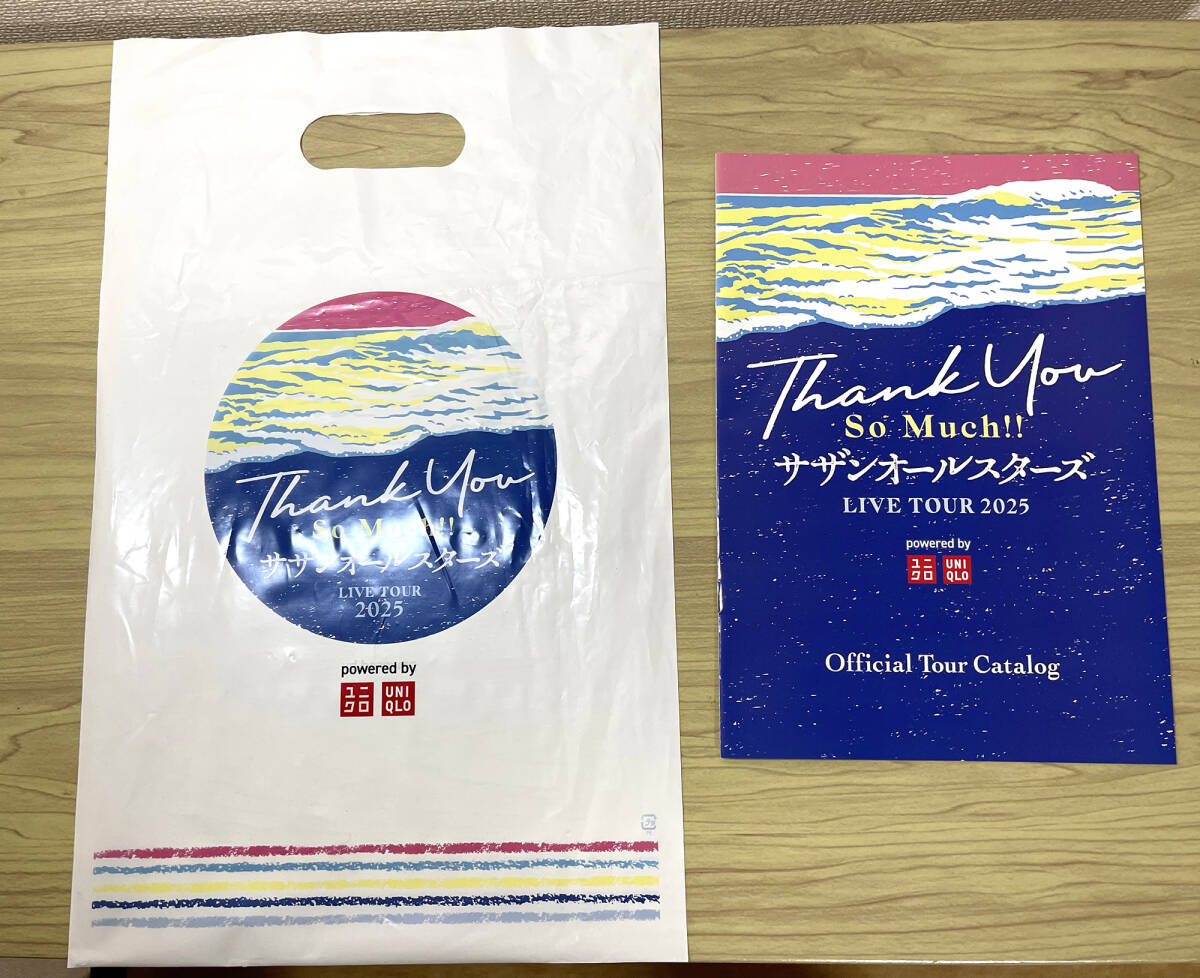 Thank You
So Much!!
サザンオールスターズ
LIVE TOUR
2025
powered by
ユニ
クロ
UNI
QLO
Thank You
So Much!!
サザンオールスターズ
LIVE TOUR 2025
powered by
ユニ
クロ
UNI
QLO
Official Tour Catalog